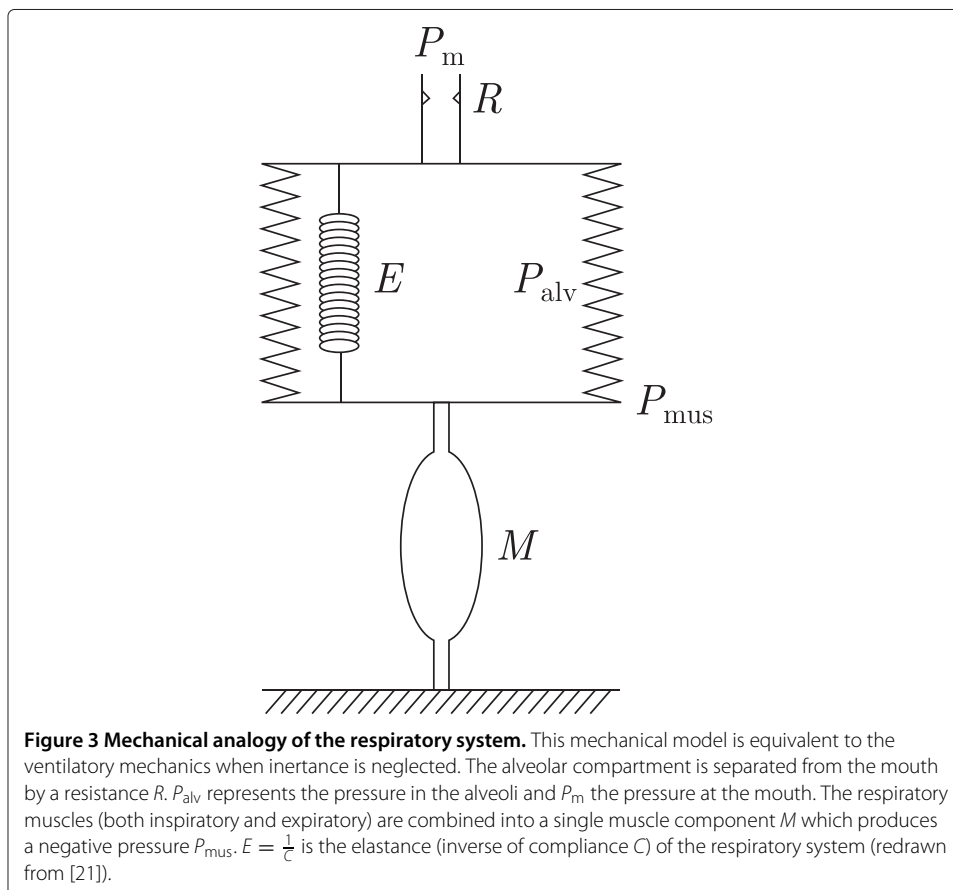 P_m
R
E
P_alv
P_mus
M
Figure 3 Mechanical analogy of the respiratory system. This mechanical model is equivalent to the
ventilatory mechanics when inertance is neglected. The alveolar compartment is separated from the mouth
by a resistance R. P_alv represents the pressure in the alveoli and P_m the pressure at the mouth. The respiratory
muscles (both inspiratory and expiratory) are combined into a single muscle component M which produces
a negative pressure P_mus. E = 1/C is the elastance (inverse of compliance C) of the respiratory system (redrawn
from [21]).